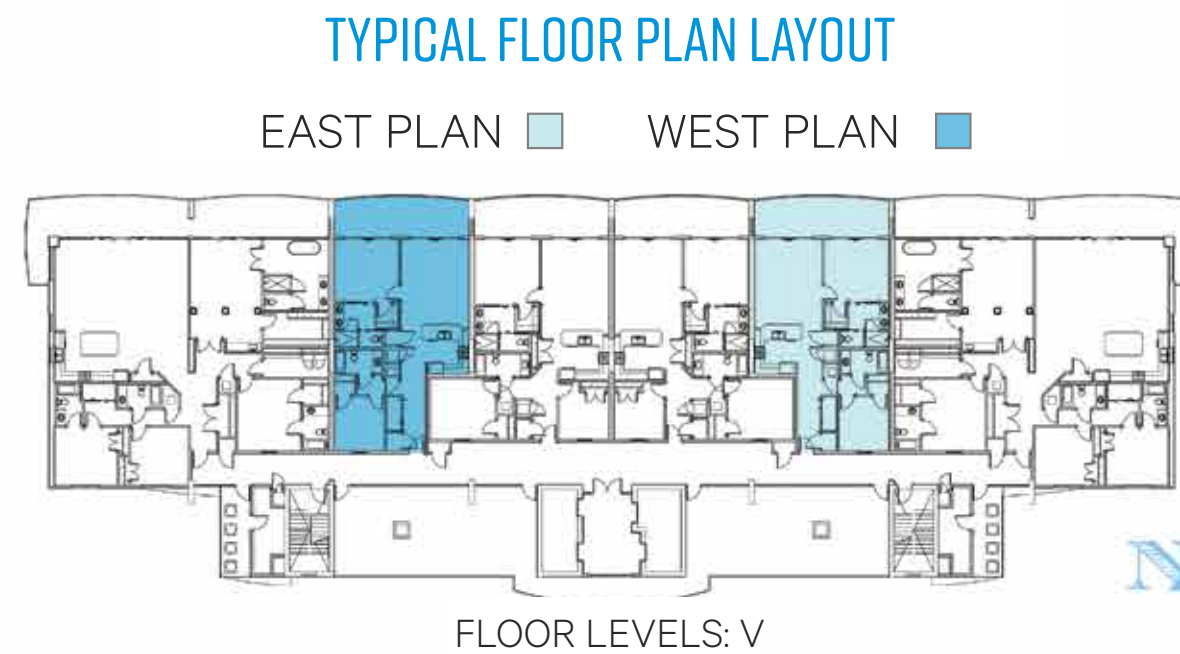 TYPICAL FLOOR PLAN LAYOUT
EAST PLAN WEST PLAN
N
FLOOR LEVELS: V